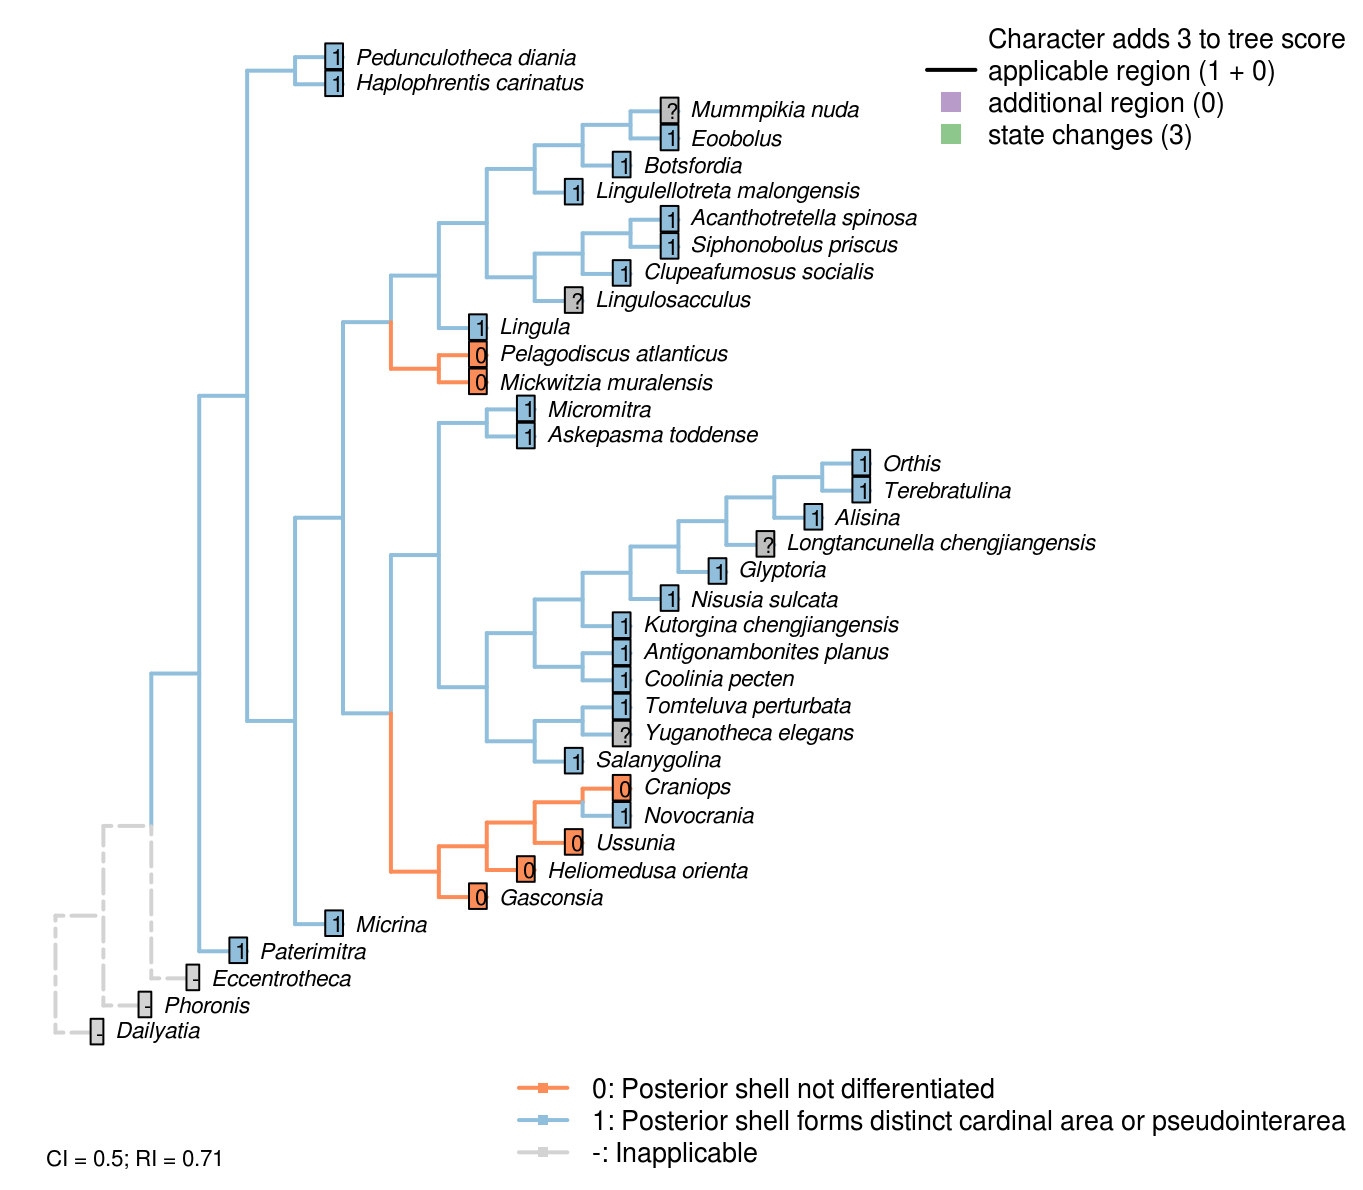 Character adds 3 to tree score
applicable region (1 + 0)
additional region (0)
state changes (3)
1 Pedunculotheca diania
1 Haplophrentis carinatus
? Mummpikia nuda
1 Eoobolus
1 Botsfordia
1 Lingulellotreta malongensis
1 Acanthotretella spinosa
1 Siphonobolus priscus
1 Clupeafumosus socialis
? Lingulosacculus
1 Lingula
0 Pelagodiscus atlanticus
0 Mickwitzia muralensis
1 Micromitra
1 Askepasma toddense
1 Orthis
1 Terebratulina
1 Alisina
? Longtancunella chengjiangensis
1 Glyptoria
1 Nisusia sulcata
1 Kutorgina chengjiangensis
1 Antigonambonites planus
1 Coolinia pecten
1 Tomteluva perturbata
? Yuganotheca elegans
1 Salanygolina
0 Craniops
1 Novocrania
0 Ussunia
0 Heliomedusa orienta
0 Gasconsia
1 Micrina
1 Paterimitra
- Eccentrotheca
- Phoronis
- Dailyatia
0: Posterior shell not differentiated
1: Posterior shell forms distinct cardinal area or pseudointerarea
-: Inapplicable
CI = 0.5; RI = 0.71